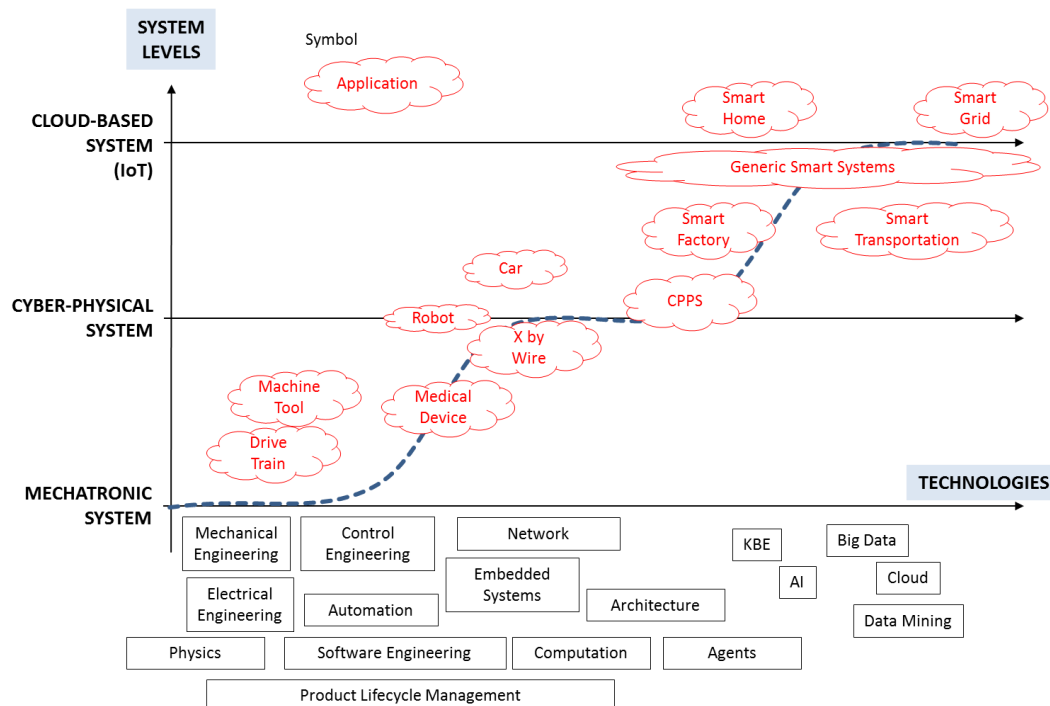 SYSTEM
LEVELS
Symbol
Application
Smart
Home
Smart
Grid
CLOUD-BASED
SYSTEM
(IoT)
Generic Smart Systems
Smart
Factory
Smart
Transportation
Car
CPPS
CYBER-PHYSICAL
SYSTEM
Robot
X by
Wire
Machine
Tool
Medical
Device
Drive
Train
MECHATRONIC
SYSTEM
TECHNOLOGIES
Mechanical
Engineering
Control
Engineering
Network
KBE
Big Data
Electrical
Engineering
Automation
Embedded
Systems
Architecture
AI
Cloud
Data Mining
Physics
Software Engineering
Computation
Agents
Product Lifecycle Management